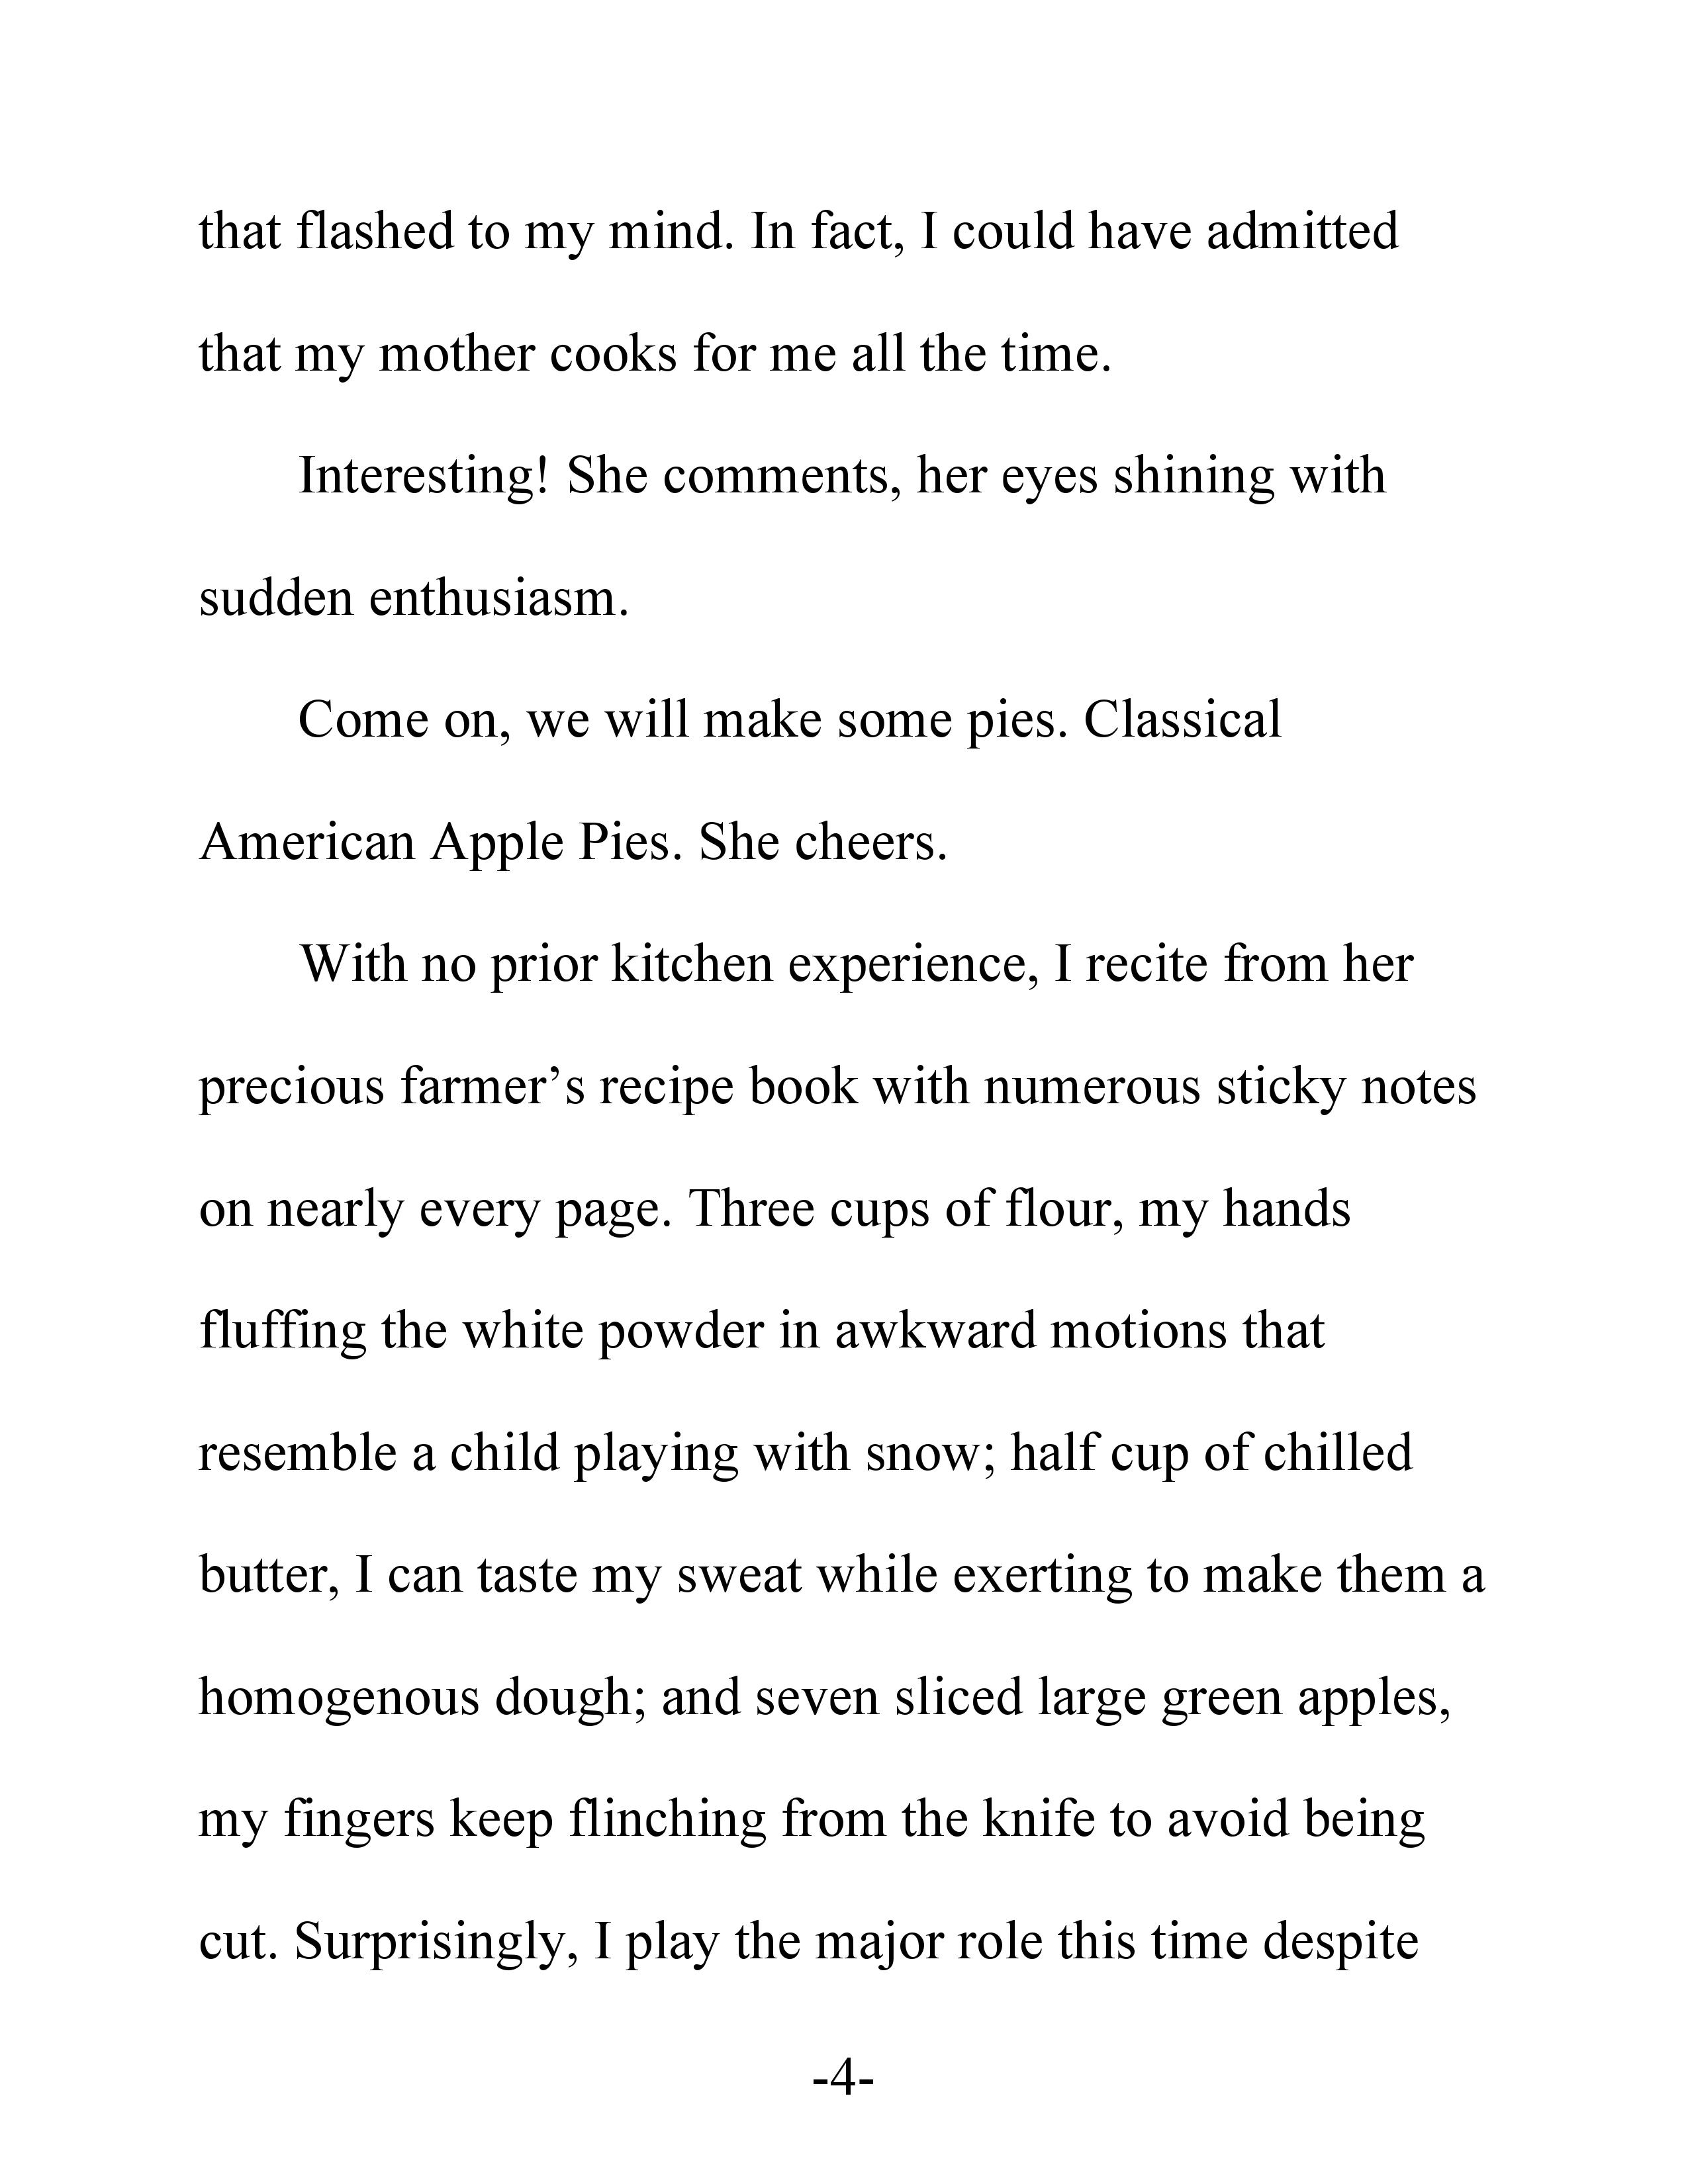 that flashed to my mind. In fact, I could have admitted
that my mother cooks for me all the time.
Interesting! She comments, her eyes shining with
sudden enthusiasm.
Come on, we will make some pies. Classical
American Apple Pies. She cheers.
With no prior kitchen experience, I recite from her
precious farmer’s recipe book with numerous sticky notes
on nearly every page. Three cups of flour, my hands
fluffing the white powder in awkward motions that
resemble a child playing with snow; half cup of chilled
butter, I can taste my sweat while exerting to make them a
homogenous dough; and seven sliced large green apples,
my fingers keep flinching from the knife to avoid being
cut. Surprisingly, I play the major role this time despite
-4-